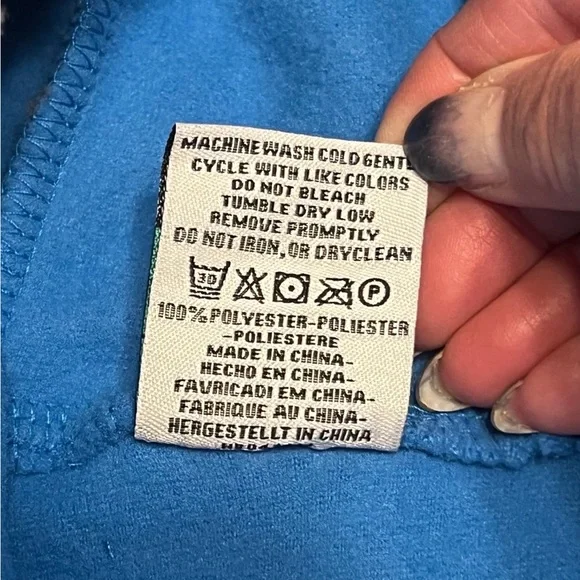 MACHINE WASH COLD GENTL
CYCLE WITH LIKE COLORS
DO NOT BLEACH
TUMBLE DRY LOW
REMOVE PROMPTLY
DO NOT IRON, OR DRYCLEAN
30 P
100% POLYESTER-POLIESTER
-POLIESTERE
MADE IN CHINA-
HECHO EN CHINA-
FAVRICADI EM CHINA-
FABRIQUE AU CHINA-
HERGESTELLT IN CHINA